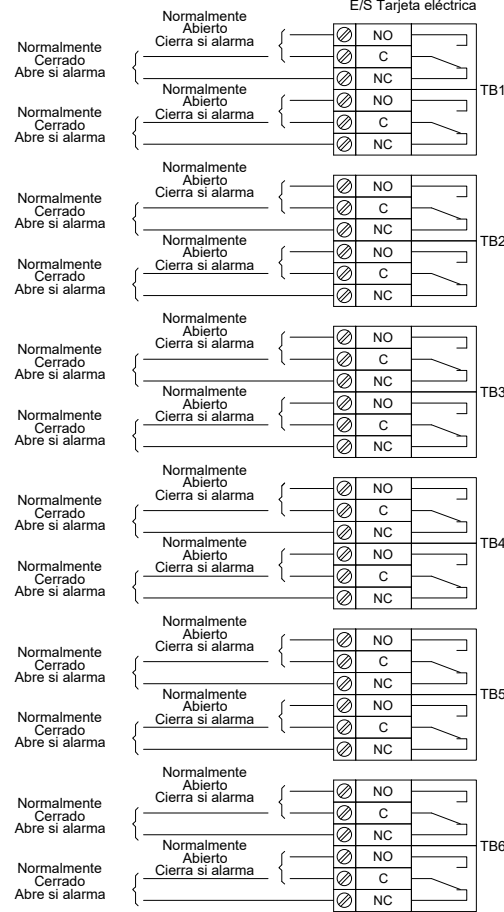 E/S Tarjeta eléctrica
Normalmente
Abierto
Cierra si alarma
Normalmente
Cerrado
Abre si alarma
NO
C
NC
Normalmente
Abierto
Cierra si alarma
Normalmente
Cerrado
Abre si alarma
NO
C
NC
TB1
Normalmente
Abierto
Cierra si alarma
Normalmente
Cerrado
Abre si alarma
NO
C
NC
Normalmente
Abierto
Cierra si alarma
Normalmente
Cerrado
Abre si alarma
NO
C
NC
TB2
Normalmente
Abierto
Cierra si alarma
Normalmente
Cerrado
Abre si alarma
NO
C
NC
Normalmente
Abierto
Cierra si alarma
Normalmente
Cerrado
Abre si alarma
NO
C
NC
TB3
Normalmente
Abierto
Cierra si alarma
Normalmente
Cerrado
Abre si alarma
NO
C
NC
Normalmente
Abierto
Cierra si alarma
Normalmente
Cerrado
Abre si alarma
NO
C
NC
TB4
Normalmente
Abierto
Cierra si alarma
Normalmente
Cerrado
Abre si alarma
NO
C
NC
Normalmente
Abierto
Cierra si alarma
Normalmente
Cerrado
Abre si alarma
NO
C
NC
TB5
Normalmente
Abierto
Cierra si alarma
Normalmente
Cerrado
Abre si alarma
NO
C
NC
Normalmente
Abierto
Cierra si alarma
Normalmente
Cerrado
Abre si alarma
NO
C
NC
TB6